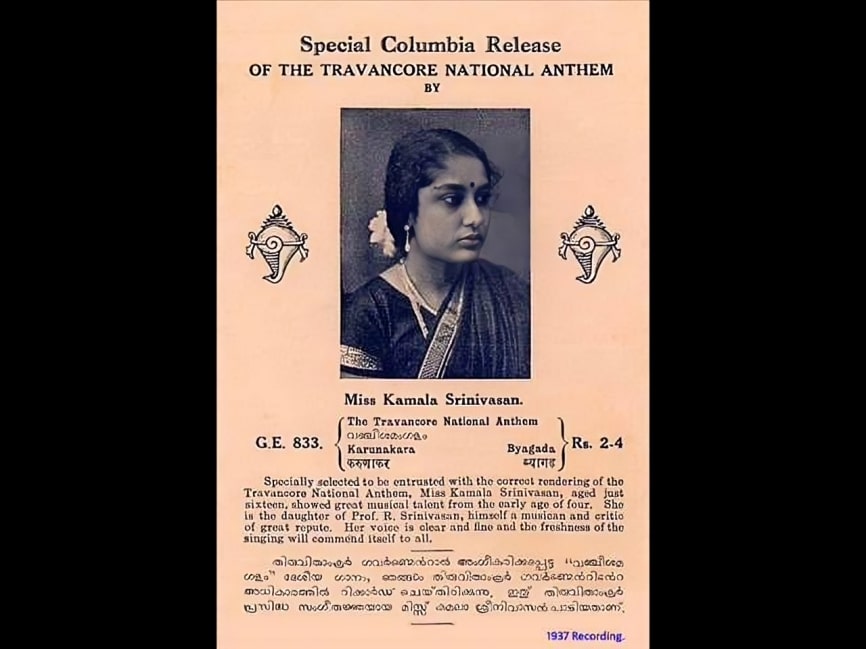 Special Columbia Release
OF THE TRAVANCORE NATIONAL ANTHEM
BY
Miss Kamala Srinivasan.
G.E. 833.
The Travancore National Anthem
വഞ്ചീശമംഗളം
Karunakara Byagada
करुणाकर ब्यागड
Rs. 2-4
Specially selected to be entrusted with the correct rendering of the
Travancore National Anthem, Miss Kamala Srinivasan, aged just
sixteen, showed great musical talent from the early age of four. She
is the daughter of Prof. R. Srinivasan, himself a musican and critic
of great repute. Her voice is clear and fine and the freshness of the
singing will commend itself to all.
തിരുവിതാംകൂർ ഗവർണ്മെൻറാൽ അംഗീകരിക്കപ്പെട്ട "വഞ്ചീശമ
ഗളം" ദേശീയ ഗാനം, ഞങ്ങൾ തിരുവിതാംകൂർ ഗവർണ്മെൻറിൻെറ
അധികാരത്തിൽ റിക്കാർഡ് ചെയ്തിരിക്കുന്നു. ഇത് തിരുവിതാംകൂർ
പ്രസിദ്ധ സംഗീതജ്ഞയായ മിസ്സ് കമലാ ശ്രീനിവാസൻ പാടിയതാണ്.
1937 Recording.